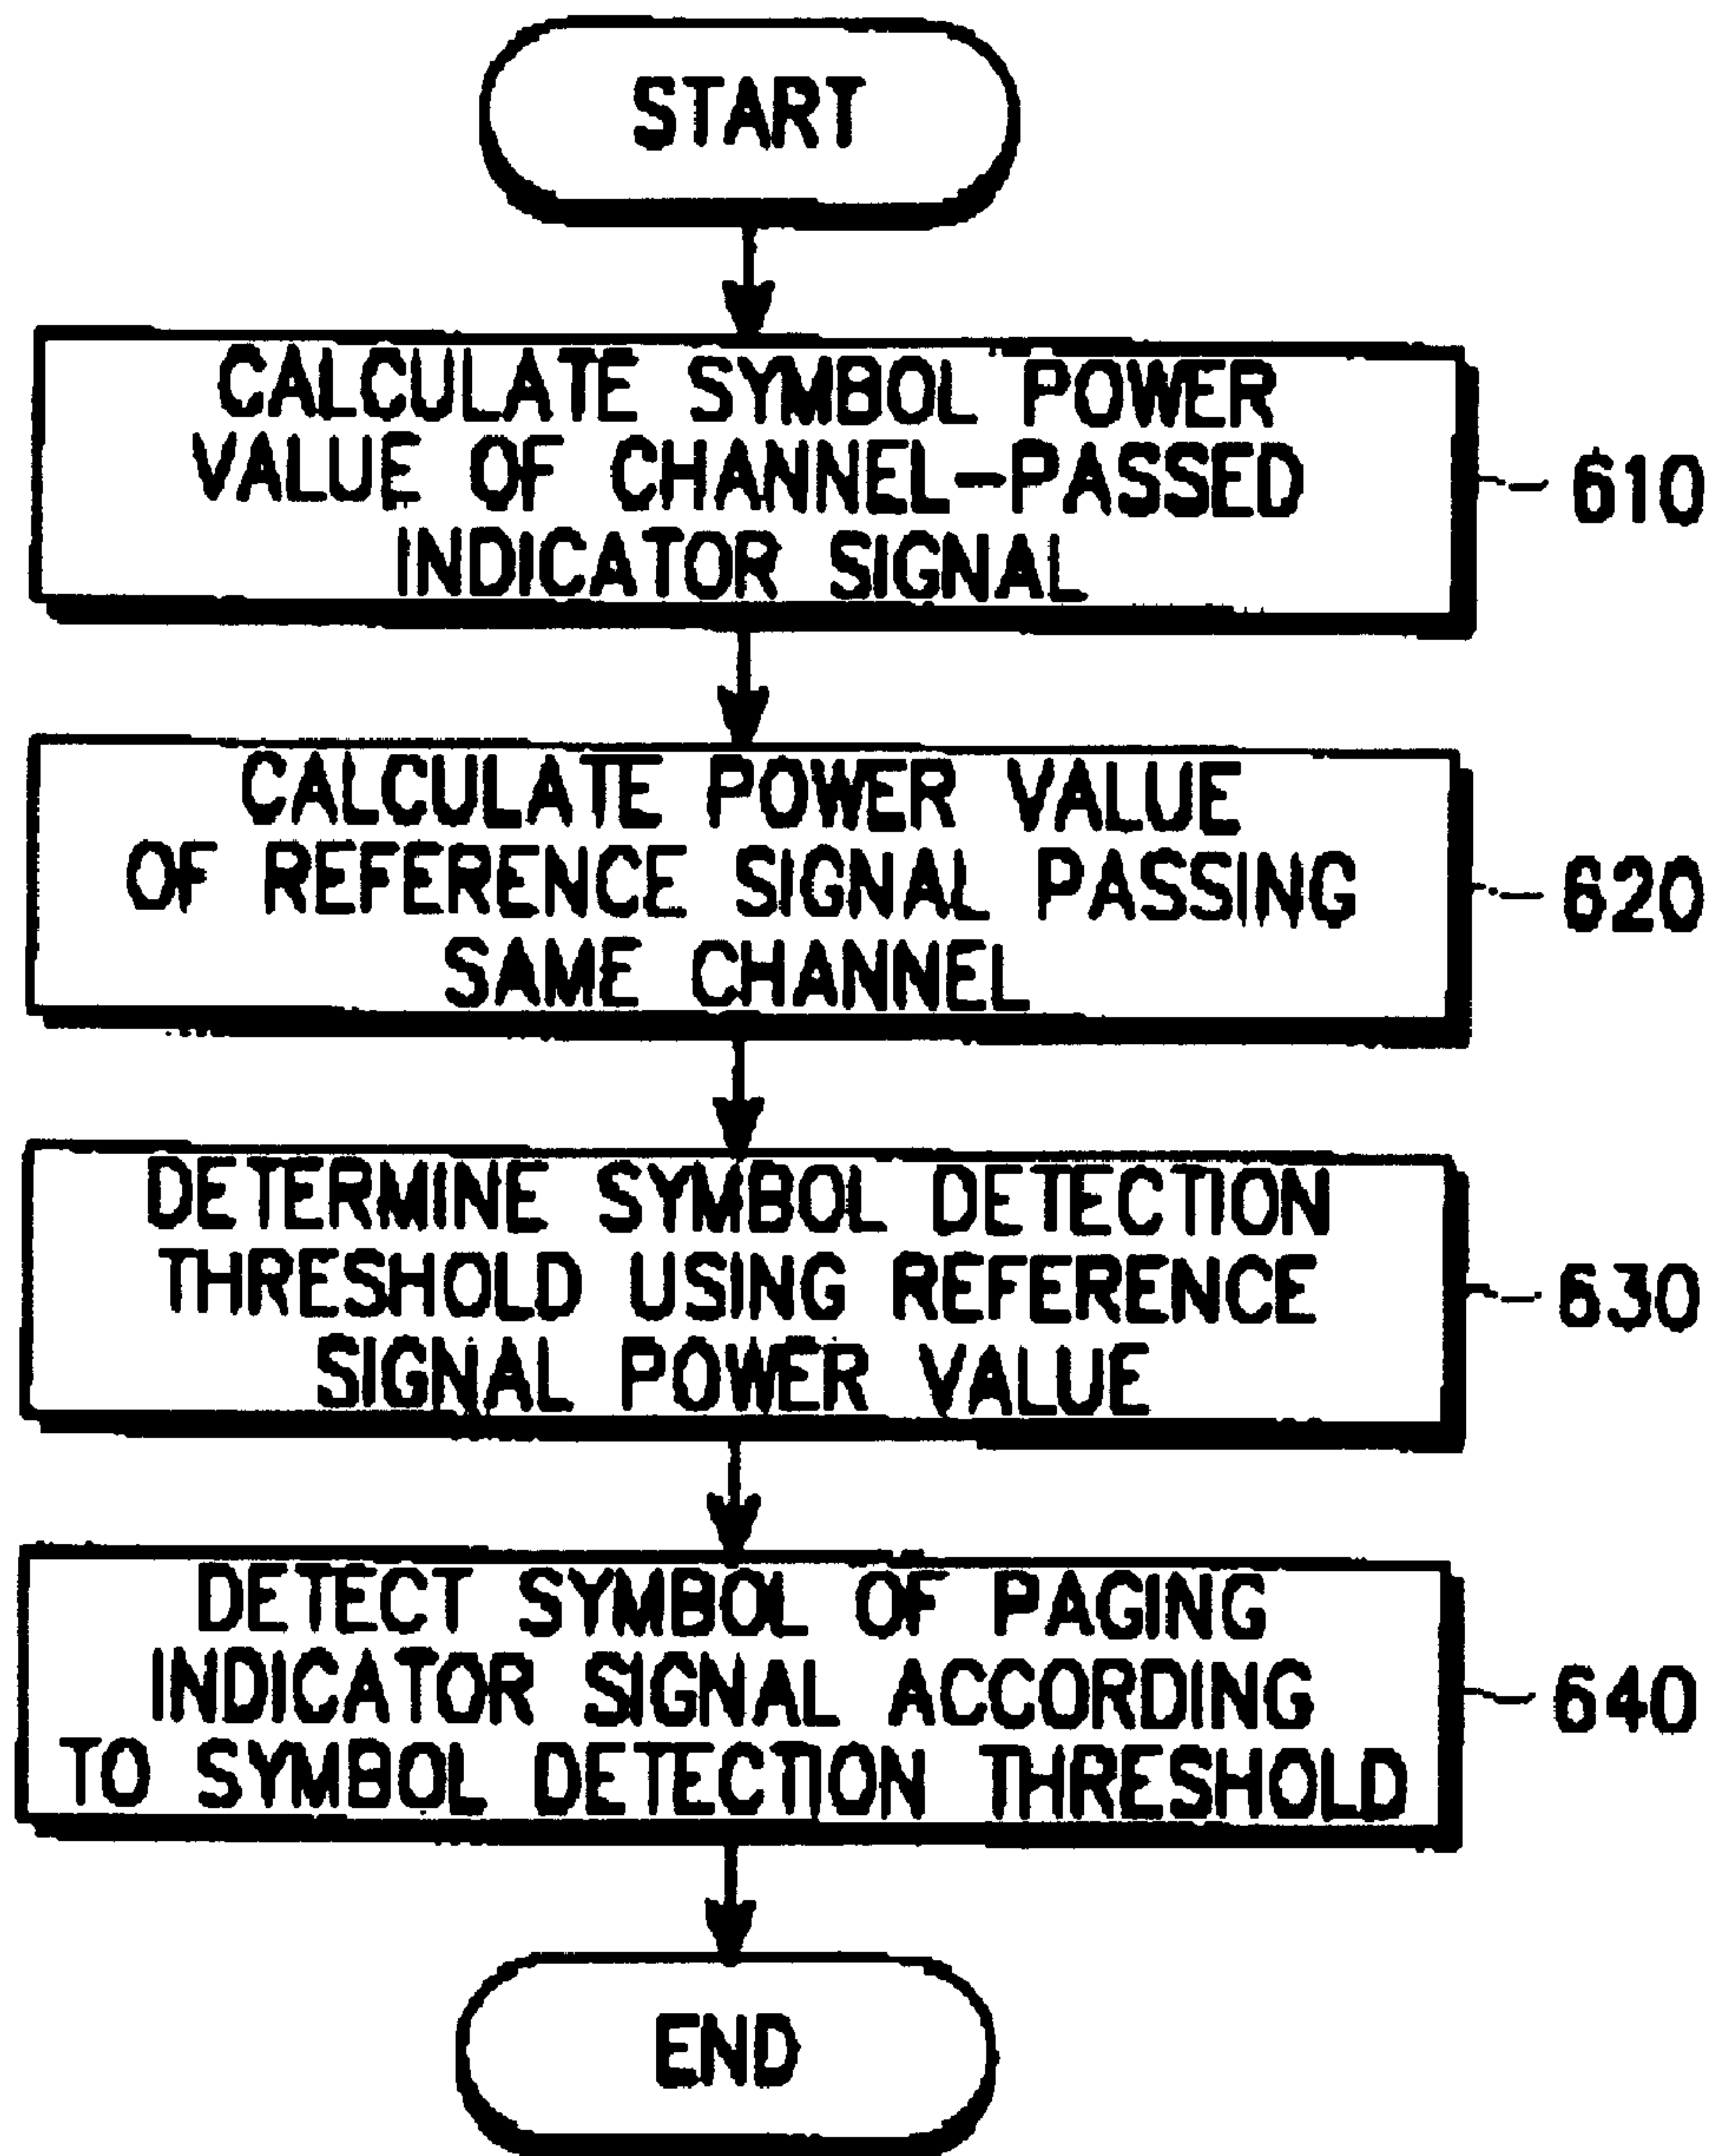 START
CALCULATE SYMBOL POWER
VALUE OF CHANNEL-PASSED
INDICATOR SIGNAL
610
CALCULATE POWER VALUE
OF REFERENCE SIGNAL PASSING
SAME CHANNEL
620
DETERMINE SYMBOL DETECTION
THRESHOLD USING REFERENCE
SIGNAL POWER VALUE
630
DETECT SYMBOL OF PAGING
INDICATOR SIGNAL ACCORDING
TO SYMBOL DETECTION THRESHOLD
640
END